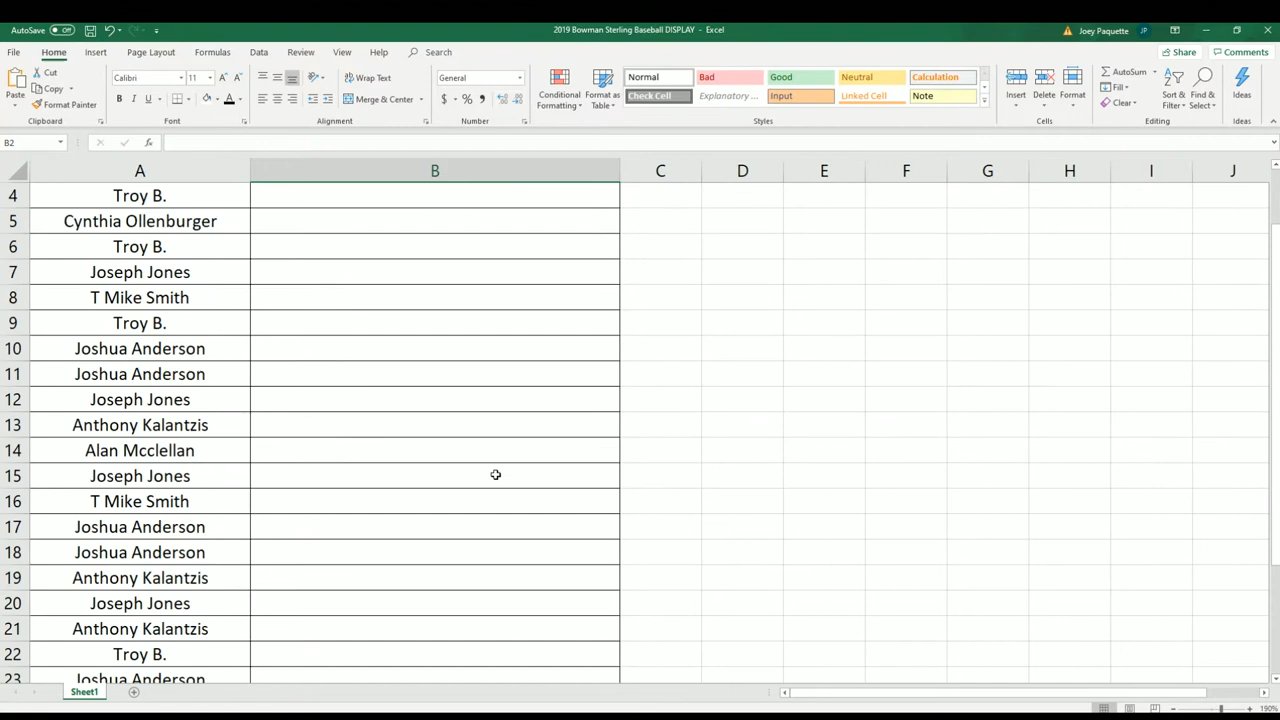 AutoSave Off 2019 Bowman Sterling Baseball DISPLAY - Excel Joey Paquette JP
File Home Insert Page Layout Formulas Data Review View Help Search Share Comments
Paste Cut Calibri 11 A A Wrap Text General Conditional Formatting Format as Table Normal Bad Good Neutral Calculation Insert Delete Format AutoSum Sort & Filter Find & Select Ideas
Copy
Format Painter B I U A Merge & Center $ % , Check Cell Explanatory ... Input Linked Cell Note Fill Clear
Clipboard Font Alignment Number Styles Cells Editing Ideas
B2 fx
A B C D E F G H I J
4 Troy B.
5 Cynthia Ollenburger
6 Troy B.
7 Joseph Jones
8 T Mike Smith
9 Troy B.
10 Joshua Anderson
11 Joshua Anderson
12 Joseph Jones
13 Anthony Kalantzis
14 Alan Mcclellan
15 Joseph Jones
16 T Mike Smith
17 Joshua Anderson
18 Joshua Anderson
19 Anthony Kalantzis
20 Joseph Jones
21 Anthony Kalantzis
22 Troy B.
23 Joshua Anderson
Sheet1
190%